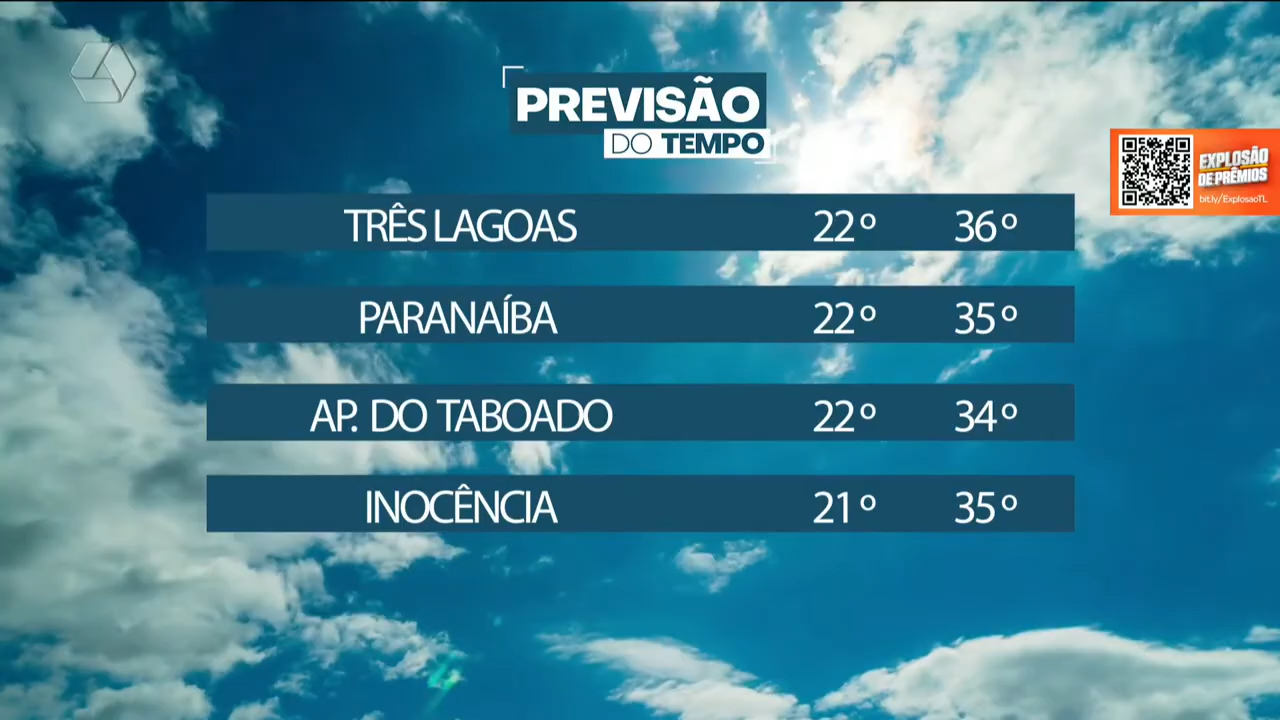 PREVISÃO
DO TEMPO
EXPLOSÃO
DE PRÊMIOS
bit.ly/ExplosaoTL
TRÊS LAGOAS 22º 36º
PARANAÍBA 22º 35º
AP. DO TABOADO 22º 34º
INOCÊNCIA 21º 35º